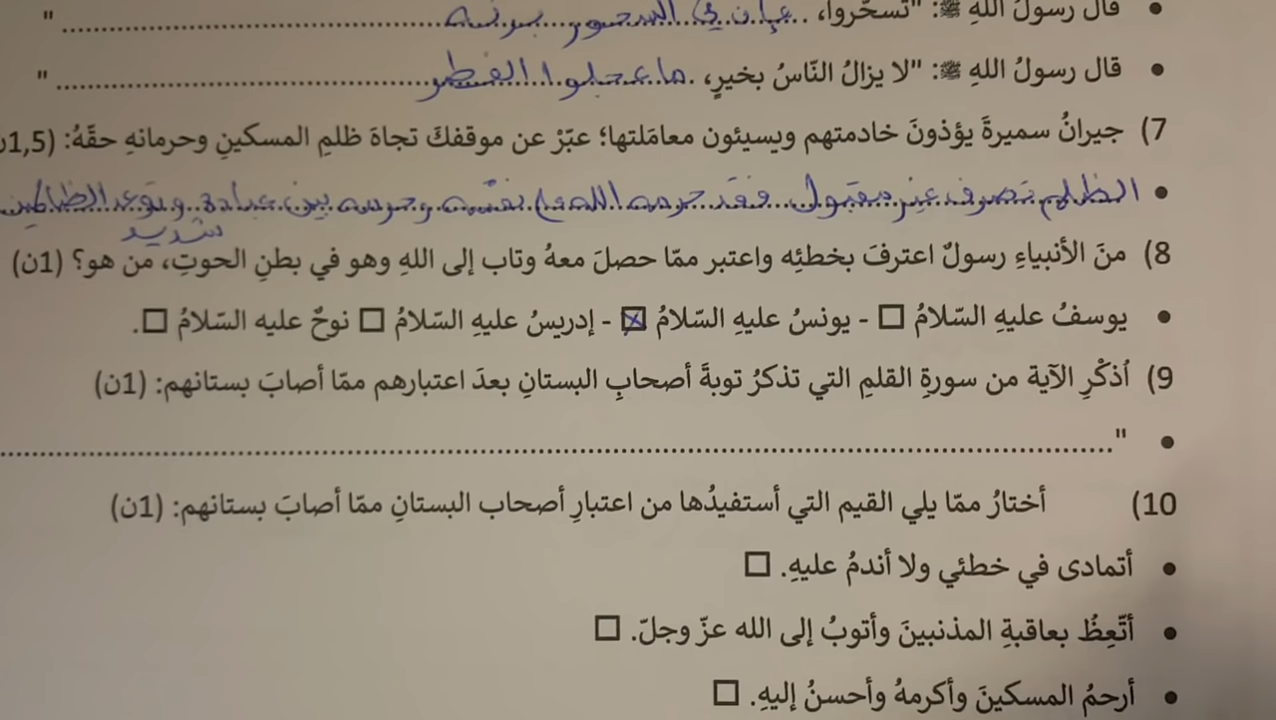 قال رسولُ اللهِ ﷺ: "تسحّروا، فإن في السحور بركة "
قال رسولُ اللهِ ﷺ: "لا يزالُ النّاسُ بخيرٍ، ما عجلوا الفطر "
7) جيرانُ سميرةَ يؤذونَ خادمتهم ويسيئون معامَلتها؛ عبّرْ عن موقفكَ تجاهَ ظلمِ المسكينِ وحرمانهِ حقّهُ: (1,5ن
الظلم تصرف غير مقبول فقد حرمه الله على نفسه وحرمه بين عباده وتوعد الظالمين
شديد
8) منَ الأنبياءِ رسولٌ اعترفَ بخطئِه واعتبر ممّا حصلَ معهُ وتاب إلى اللهِ وهو في بطنِ الحوتِ، من هو؟ (1ن)
يوسفُ عليهِ السّلامُ ☐ - يونسُ عليهِ السّلامُ ☒ - إدريسُ عليهِ السّلامُ ☐ نوحٌ عليه السّلامُ ☐.
9) أذكْرِ الآية من سورةِ القلمِ التي تذكرُ توبةَ أصحابِ البستانِ بعدَ اعتبارهم ممّا أصابَ بستانهم: (1ن)
"
10) أختارُ ممّا يلي القيم التي أستفيدُها من اعتبارِ أصحاب البستانِ ممّا أصابَ بستانهم: (1ن)
أتمادى في خطئي ولا أندمُ عليهِ. ☐
أتّعِظُ بعاقبةِ المذنبينَ وأتوبُ إلى الله عزّ وجلّ. ☐
أرحمُ المسكينَ وأكرمهُ وأحسنُ إليهِ. ☐